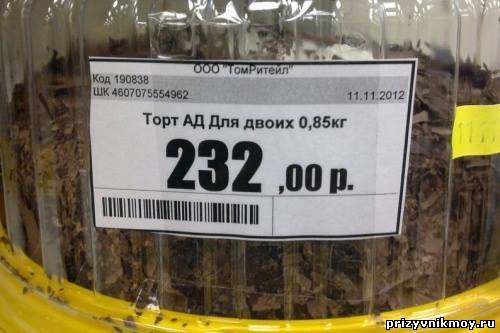 ООО "ТомРитейл"
Код 190838
ШК 4607075554962
11.11.2012
Торт АД Для двоих 0,85кг
232 ,00 р.
www.prizyvnikmoy.ru